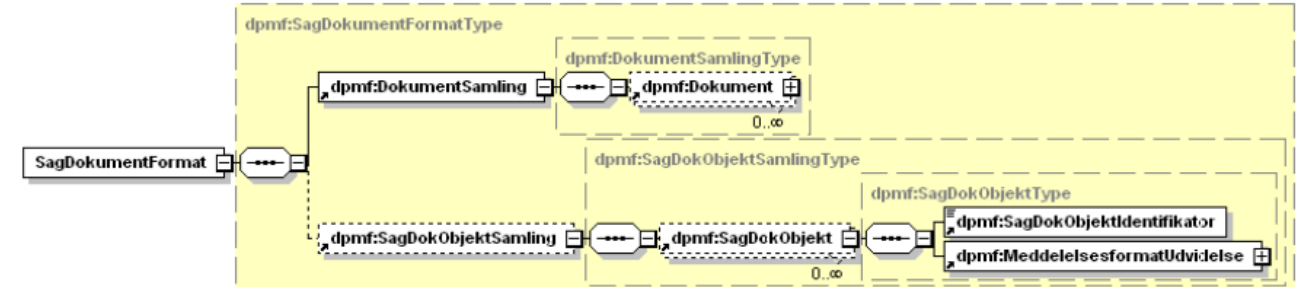 dpmf:SagDokumentFormatType
dpmf:DokumentSamlingType
dpmf:DokumentSamling
dpmf:Dokument
0..∞
SagDokumentFormat
dpmf:SagDokObjektSamlingType
dpmf:SagDokObjektType
dpmf:SagDokObjektIdentifikator
dpmf:SagDokObjektSamling
dpmf:SagDokObjekt
dpmf:MeddelelsesformatUdvidelse
0..∞